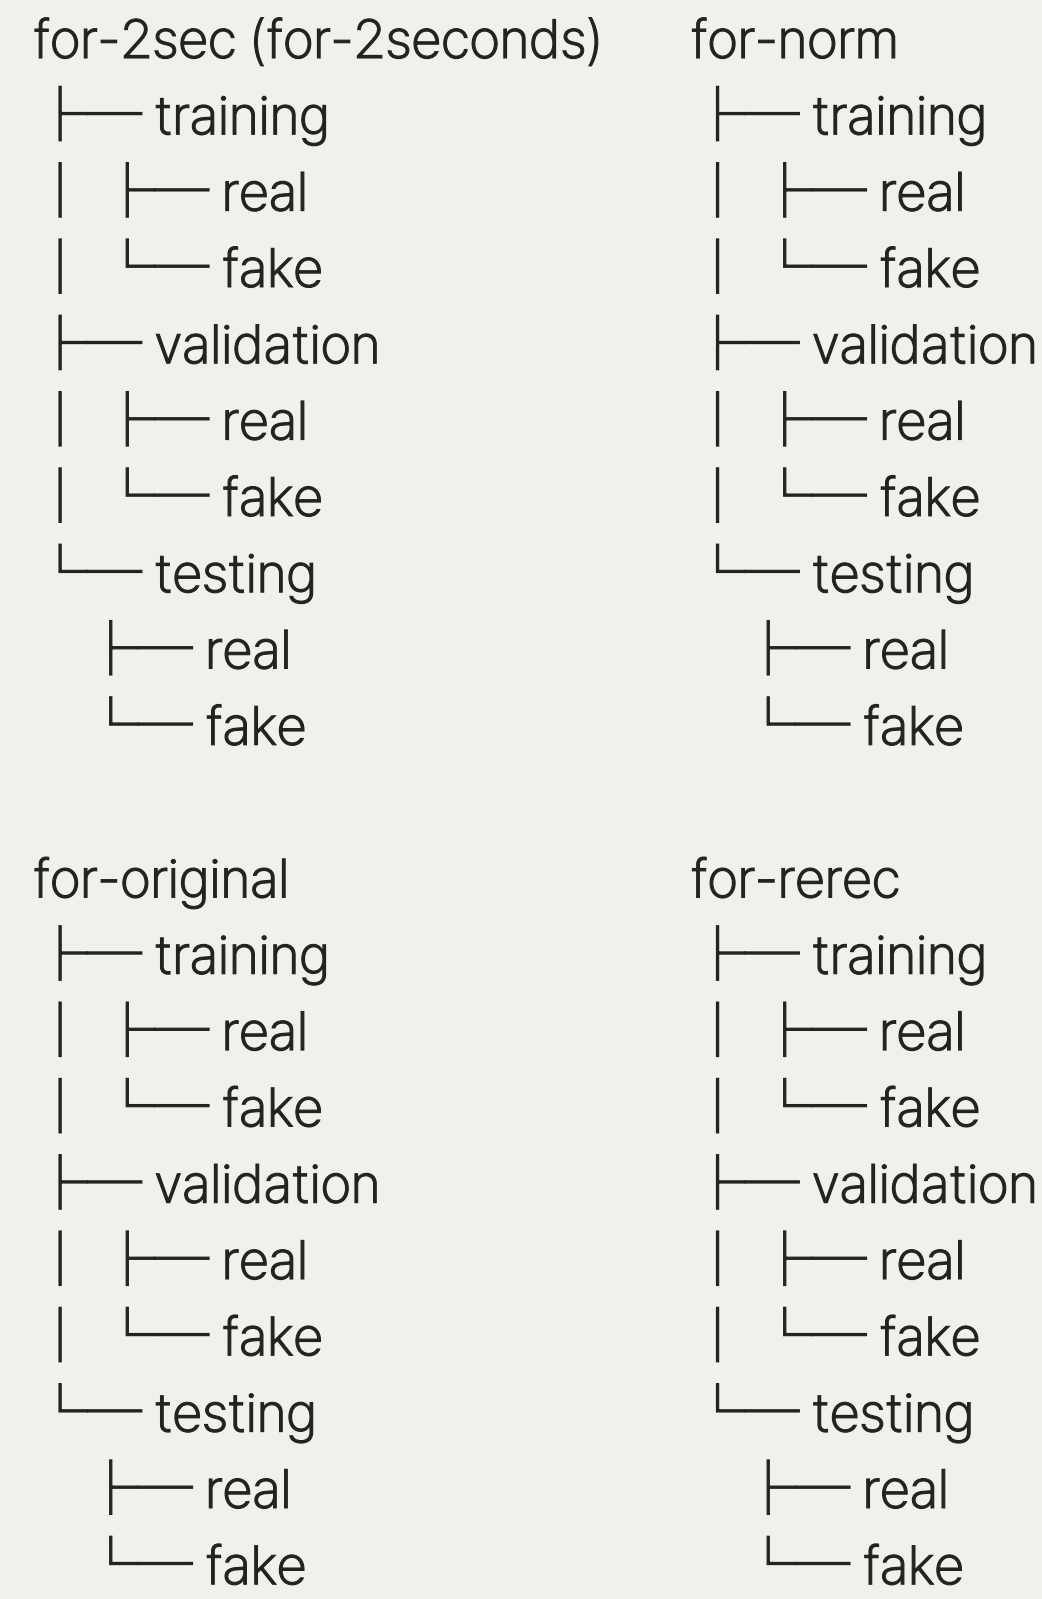 for-2sec (for-2seconds)
├── training
│   ├── real
│   └── fake
├── validation
│   ├── real
│   └── fake
└── testing
    ├── real
    └── fake
for-norm
├── training
│   ├── real
│   └── fake
├── validation
│   ├── real
│   └── fake
└── testing
    ├── real
    └── fake
for-original
├── training
│   ├── real
│   └── fake
├── validation
│   ├── real
│   └── fake
└── testing
    ├── real
    └── fake
for-rerec
├── training
│   ├── real
│   └── fake
├── validation
│   ├── real
│   └── fake
└── testing
    ├── real
    └── fake